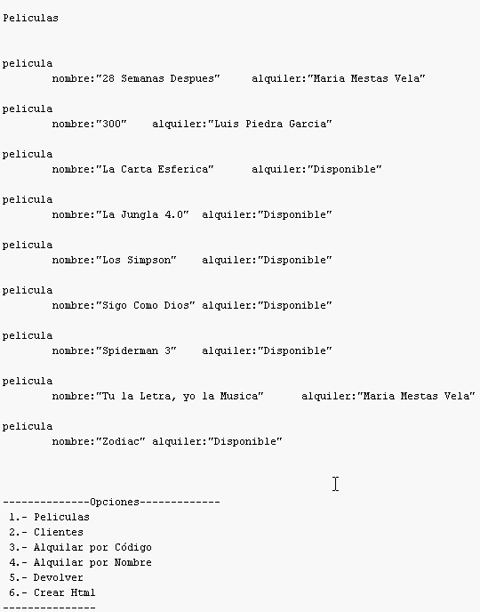 Peliculas
pelicula
nombre:"28 Semanas Despues" alquiler:"Maria Mestas Vela"
pelicula
nombre:"300" alquiler:"Luis Piedra Garcia"
pelicula
nombre:"La Carta Esferica" alquiler:"Disponible"
pelicula
nombre:"La Jungla 4.0" alquiler:"Disponible"
pelicula
nombre:"Los Simpson" alquiler:"Disponible"
pelicula
nombre:"Sigo Como Dios" alquiler:"Disponible"
pelicula
nombre:"Spiderman 3" alquiler:"Disponible"
pelicula
nombre:"Tu la Letra, yo la Musica" alquiler:"Maria Mestas Vela"
pelicula
nombre:"Zodiac" alquiler:"Disponible"
--------------Opciones-------------
1.- Peliculas
2.- Clientes
3.- Alquilar por Código
4.- Alquilar por Nombre
5.- Devolver
6.- Crear Html
---------------